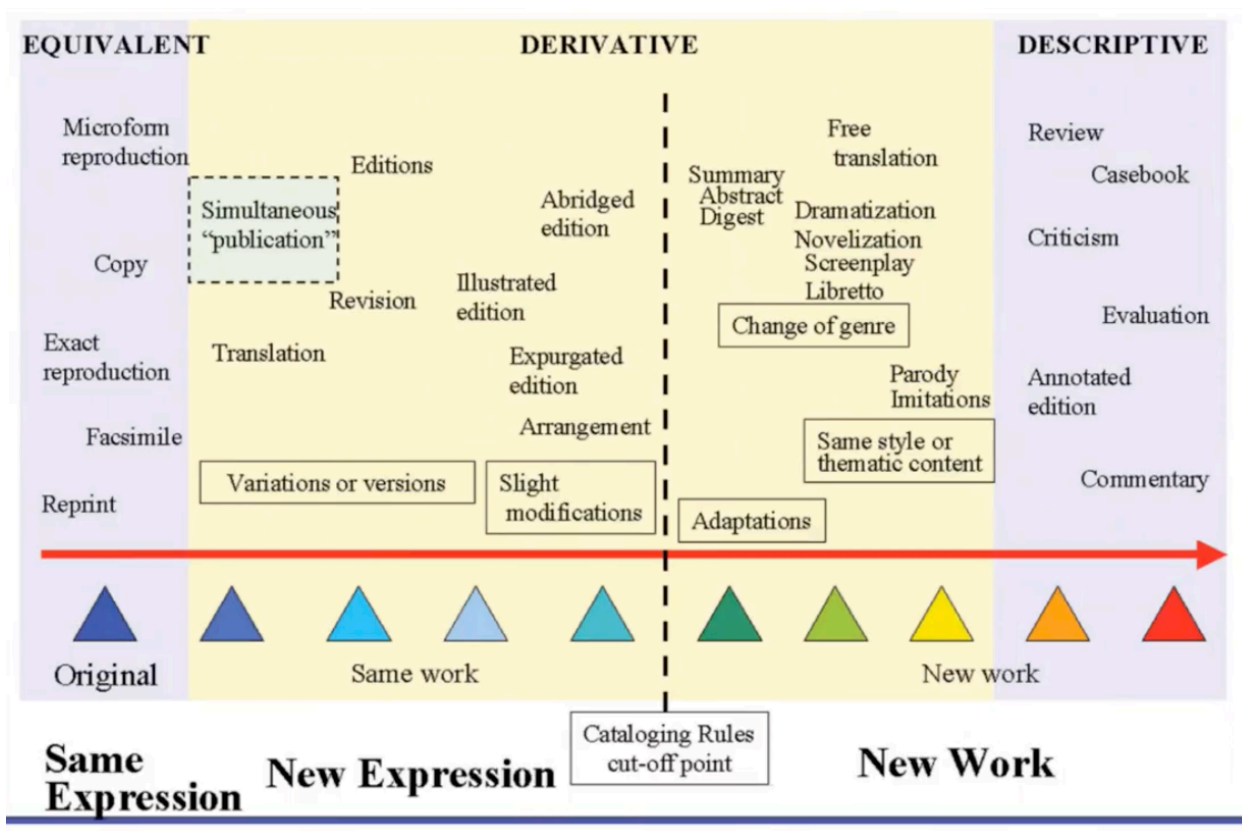 EQUIVALENT
DERIVATIVE
DESCRIPTIVE
Microform
reproduction
Copy
Exact
reproduction
Facsimile
Reprint
Simultaneous
“publication”
Editions
Revision
Translation
Illustrated
edition
Abridged
edition
Expurgated
edition
Arrangement
Variations or versions
Slight
modifications
Summary
Abstract
Digest
Free
translation
Dramatization
Novelization
Screenplay
Libretto
Change of genre
Parody
Imitations
Same style or
thematic content
Adaptations
Review
Casebook
Criticism
Evaluation
Annotated
edition
Commentary
Original
Same work
New work
Same
Expression
New Expression
Cataloging Rules
cut-off point
New Work